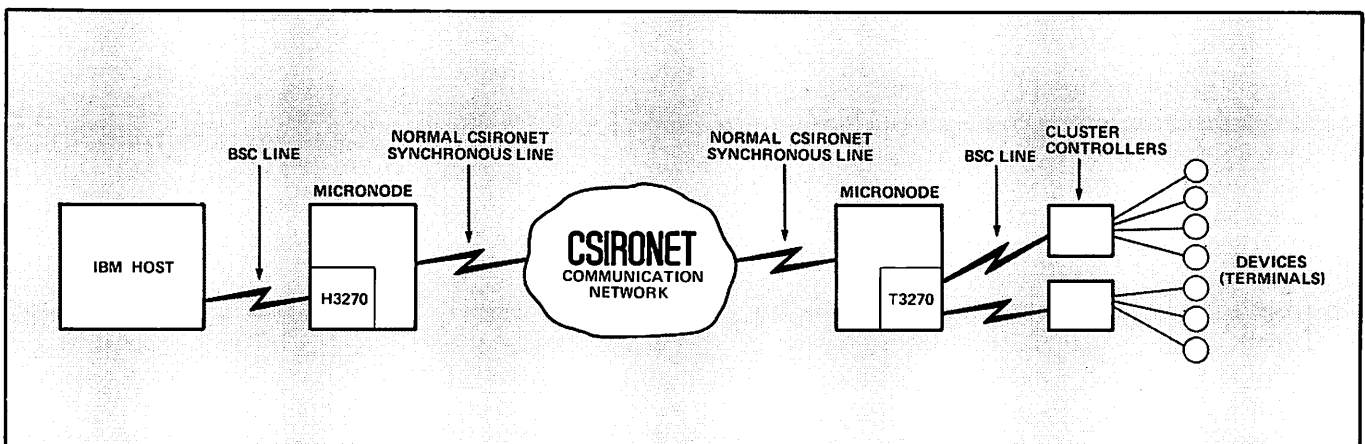 NORMAL CSIRONET
SYNCHRONOUS LINE
BSC LINE
MICRONODE
IBM HOST
H3270
CSIRONET
COMMUNICATION
NETWORK
NORMAL CSIRONET
SYNCHRONOUS LINE
MICRONODE
T3270
BSC LINE
CLUSTER
CONTROLLERS
DEVICES
(TERMINALS)